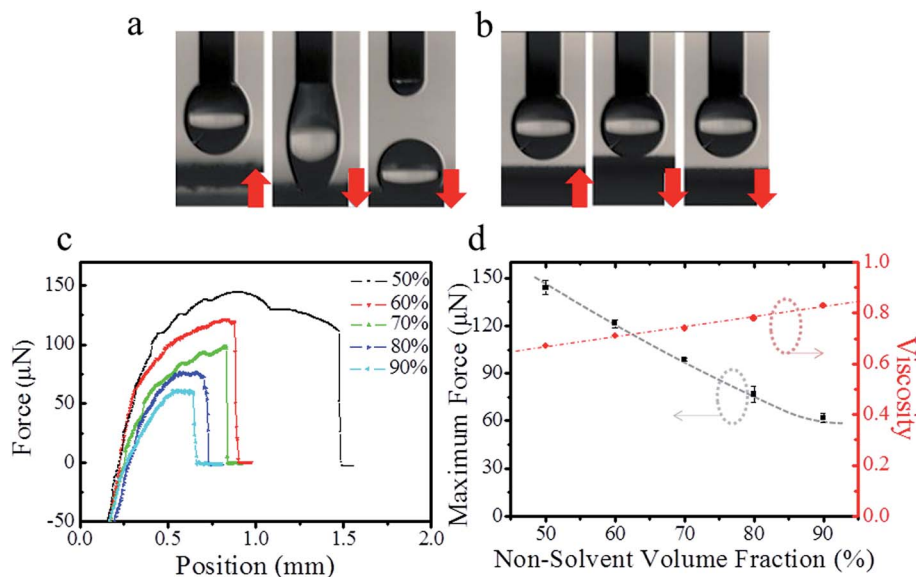 a
b
c
Force (μN)
150
100
50
0
-50
0.0 0.5 1.0 1.5 2.0
Position (mm)
50%
60%
70%
80%
90%
d
Maximum Force (μN)
150
120
90
60
30
0
50 60 70 80 90
Non-Solvent Volume Fraction (%)
1.0
0.8
0.6
0.4
0.2
0.0
Viscosity